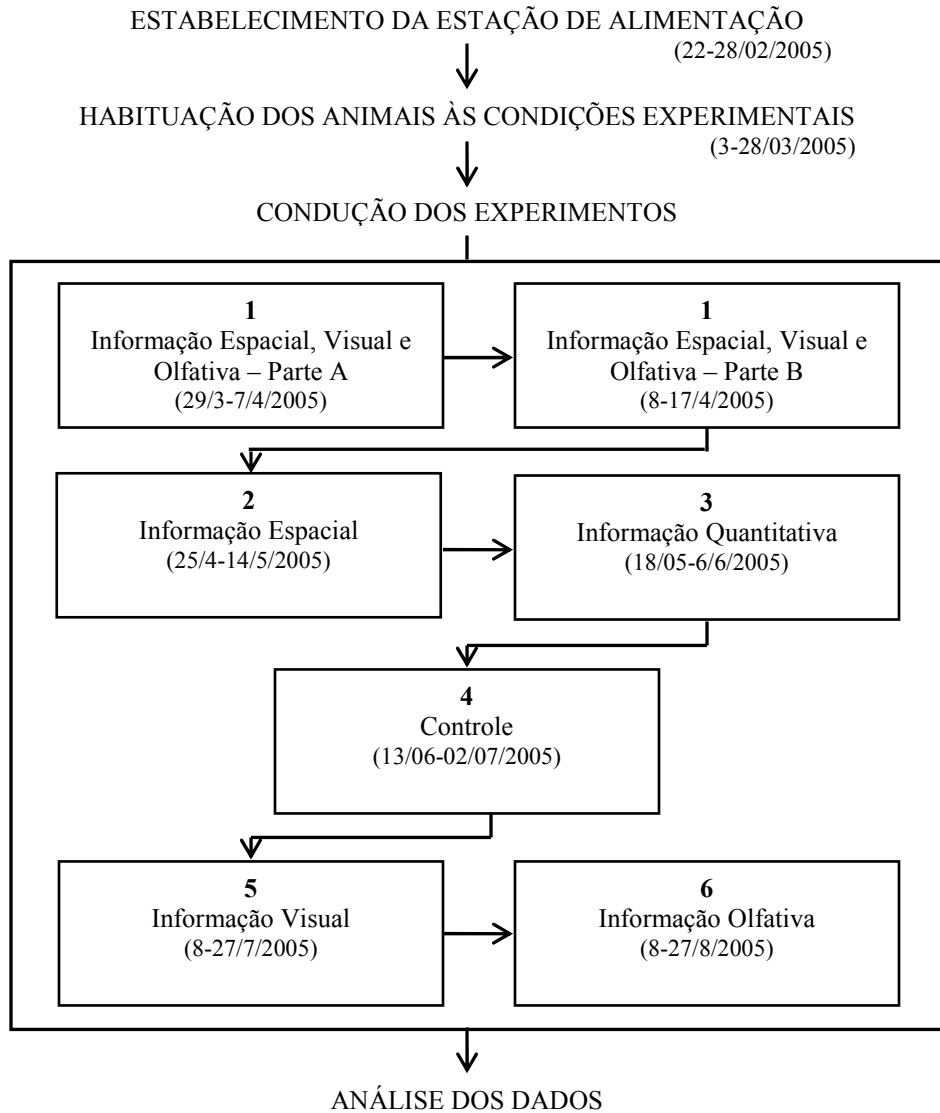 ESTABELECIMENTO DA ESTAÇÃO DE ALIMENTAÇÃO
(22-28/02/2005)
HABITUAÇÃO DOS ANIMAIS ÀS CONDIÇÕES EXPERIMENTAIS
(3-28/03/2005)
CONDUÇÃO DOS EXPERIMENTOS
1
Informação Espacial, Visual e
Olfativa – Parte A
(29/3-7/4/2005)
1
Informação Espacial, Visual e
Olfativa – Parte B
(8-17/4/2005)
2
Informação Espacial
(25/4-14/5/2005)
3
Informação Quantitativa
(18/05-6/6/2005)
4
Controle
(13/06-02/07/2005)
5
Informação Visual
(8-27/7/2005)
6
Informação Olfativa
(8-27/8/2005)
ANÁLISE DOS DADOS